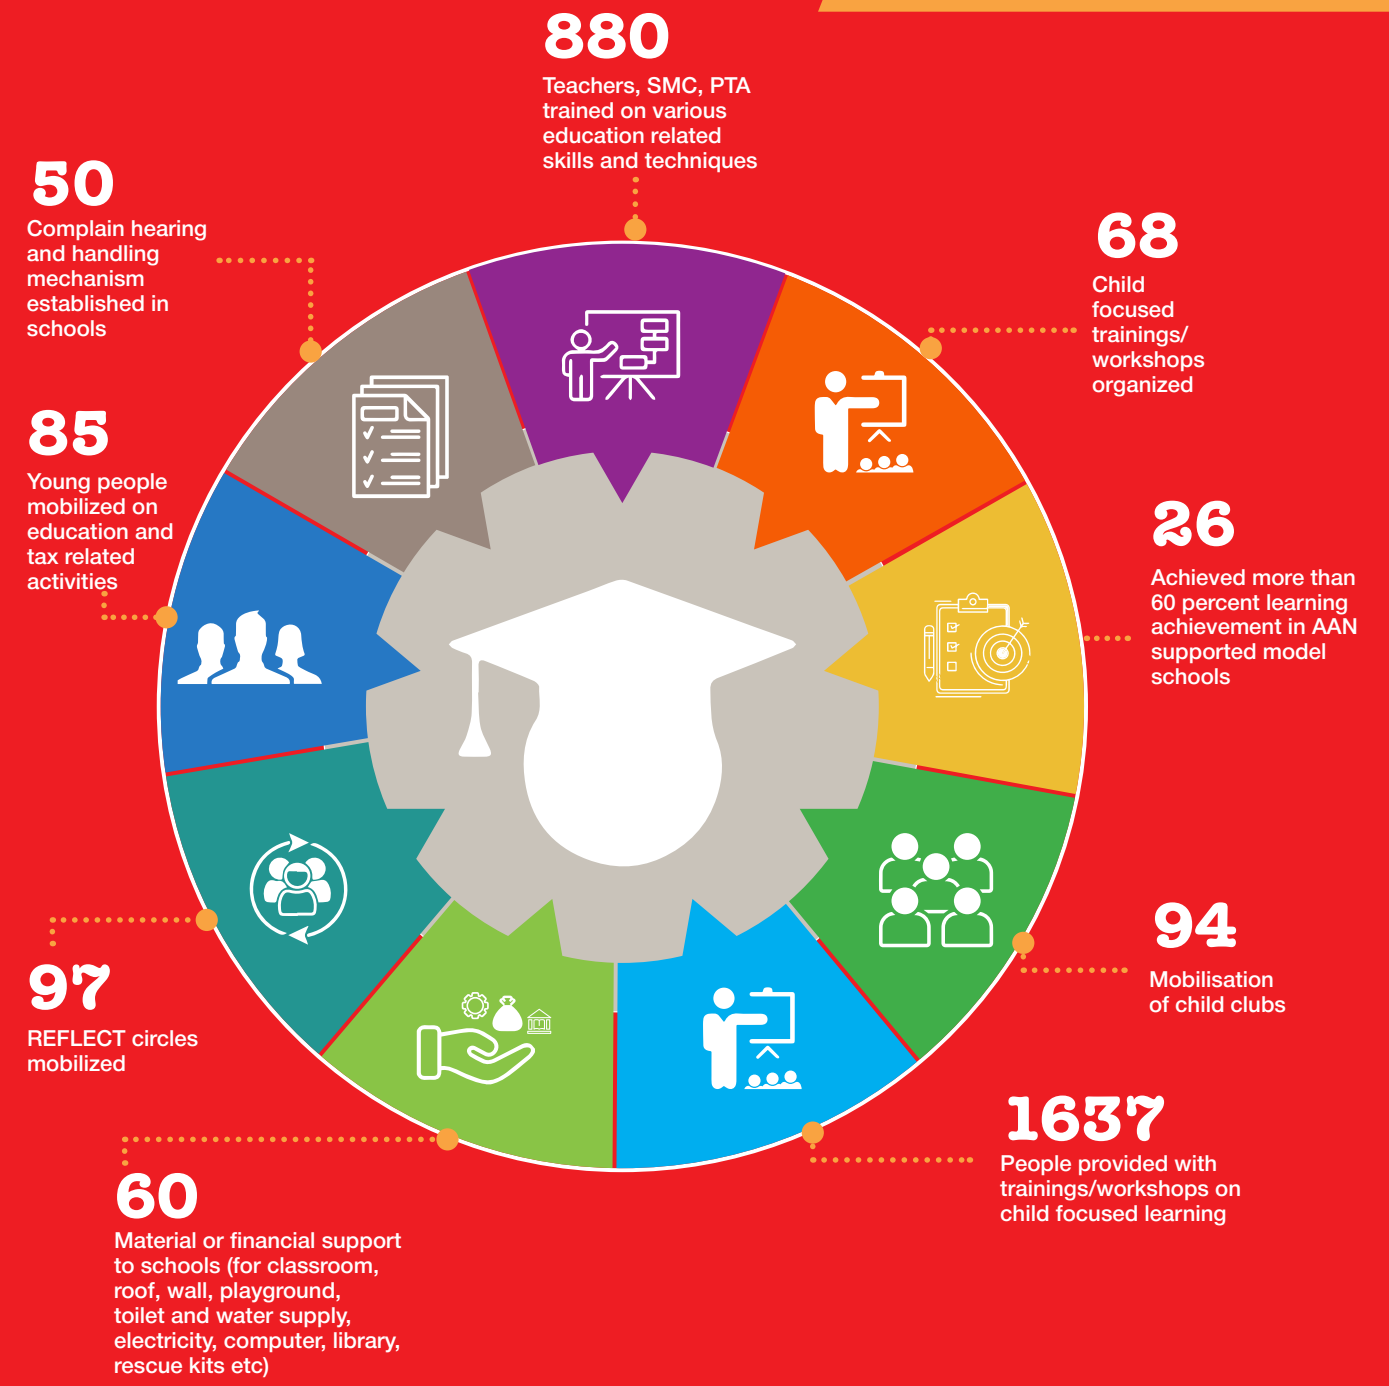 880
Teachers, SMC, PTA
trained on various
education related
skills and techniques
50
Complain hearing
and handling
mechanism
established in
schools
68
Child
focused
trainings/
workshops
organized
85
Young people
mobilized on
education and
tax related
activities
26
Achieved more than
60 percent learning
achievement in AAN
supported model
schools
94
Mobilisation
of child clubs
97
REFLECT circles
mobilized
1637
People provided with
trainings/workshops on
child focused learning
60
Material or financial support
to schools (for classroom,
roof, wall, playground,
toilet and water supply,
electricity, computer, library,
rescue kits etc)